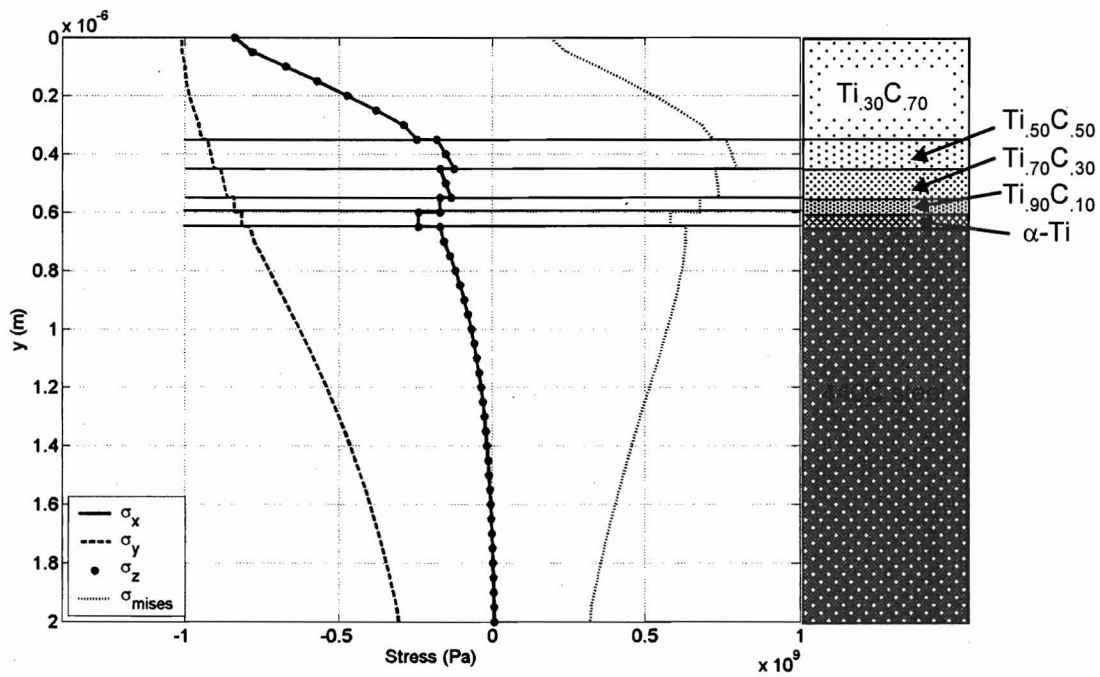 x 10⁻⁶
0
0.2
0.4
0.6
0.8
1
1.2
1.4
1.6
1.8
2
y (m)
-1
-0.5
0
0.5
1
Stress (Pa)
x 10⁹
σx
σy
σz
σmises
Ti.30C.70
Ti.50C.50
Ti.70C.30
Ti.90C.10
α-Ti